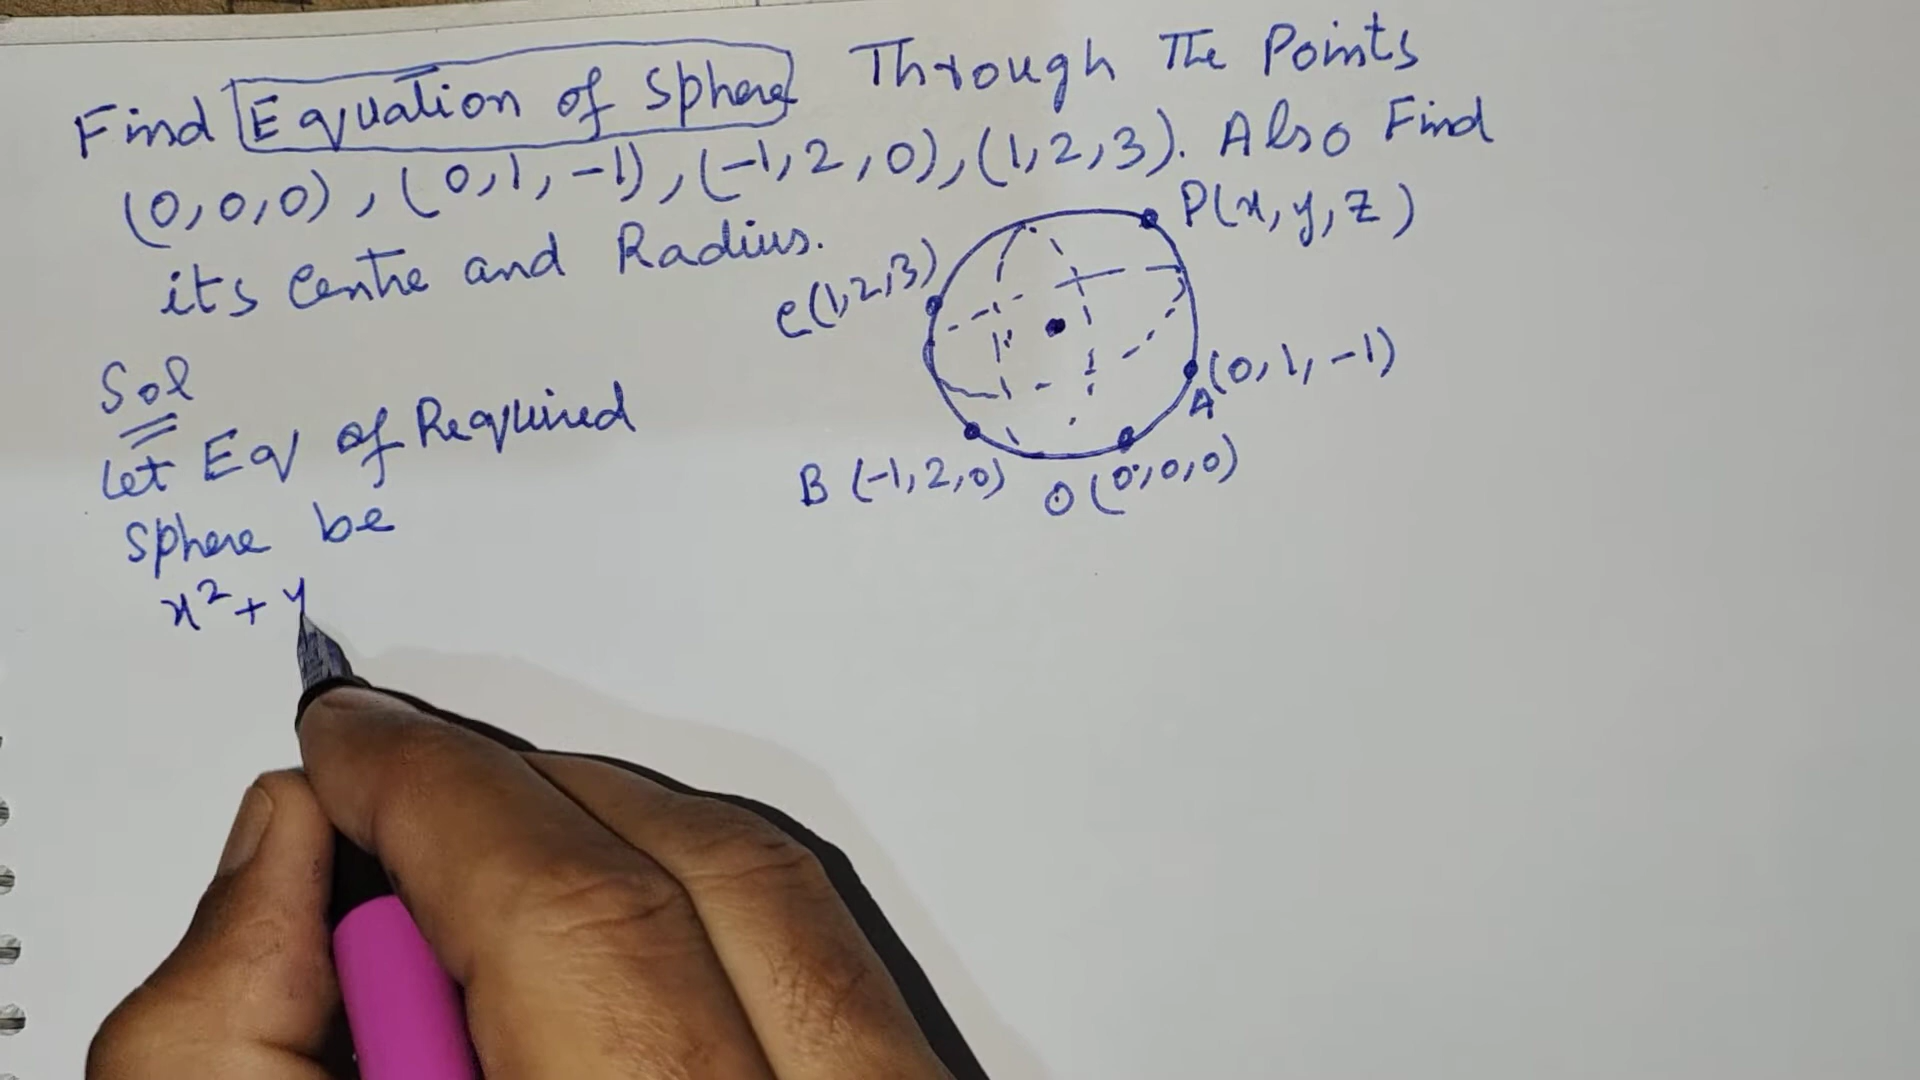 Find Equation of Sphere Through The Points
(0,0,0), (0,1,-1), (-1,2,0), (1,2,3). Also Find
its Centre and Radius.
P(x,y,z)
C(1,2,3)
A(0,1,-1)
B(-1,2,0)
O(0,0,0)
Sol
Let Eq of Required
Sphere be
x²+y